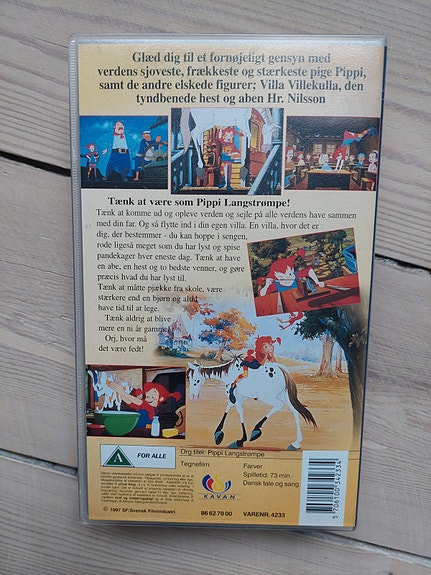 Glæd dig til et fornøjeligt gensyn med
verdens sjoveste, frækkeste og stærkeste pige Pippi,
samt de andre elskede figurer; Villa Villekulla, den
tyndbenede hest og aben Hr. Nilsson
Tænk at være som Pippi Langstrømpe!
Tænk at komme ud og opleve verden og sejle på alle verdens have sammen
med din far. Og så flytte ind i din egen villa. En villa, hvor det er
dig, der bestemmer - du kan hoppe i sengen,
rode ligeså meget som du har lyst og spise
pandekager hver eneste dag. Tænk at have
en abe, en hest og to bedste venner, og gøre
præcis hvad du har lyst til.
Tænk at måtte pjække fra skole, være
stærkere end en bjørn og altid
have tid til at lege.
Tænk aldrig at blive
mere en ni år gammel.
Orj, hvor må
det være fedt!
FOR ALLE
Org.titel: Pippi Langstrømpe
Tegnefilm
Farver
Spilletid: 73 min.
Dansk tale og sang
KAVAN
86 62 70 00
VARENR. 4233
© 1997 SF-Svensk Filmindustri
5 706100 342334